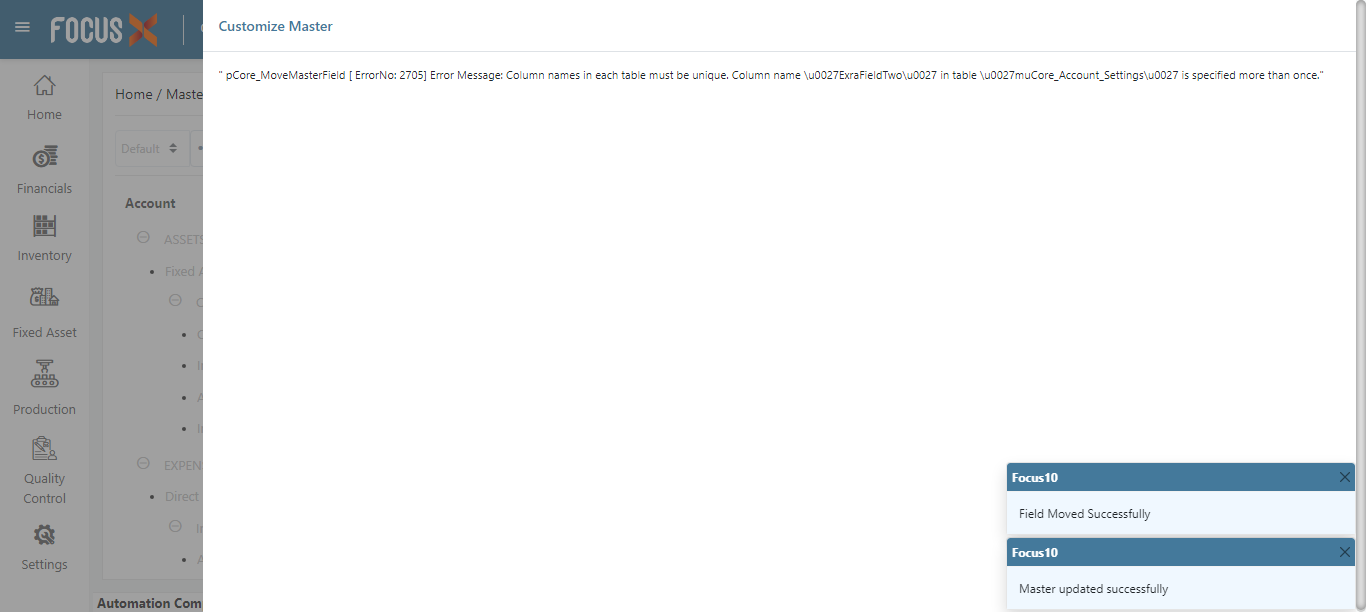 FOCUS X
Customize Master
" pCore_MoveMasterField [ ErrorNo: 2705] Error Message: Column names in each table must be unique. Column name \u0027ExraFieldTwo\u0027 in table \u0027muCore_Account_Settings\u0027 is specified more than once."
Home
Financials
Inventory
Fixed Asset
Production
Quality
Control
Settings
Home / Maste
Default
Account
ASSETS
Fixed A
EXPEN
Direct
Automation Com
Focus10
Field Moved Successfully
Focus10
Master updated successfully